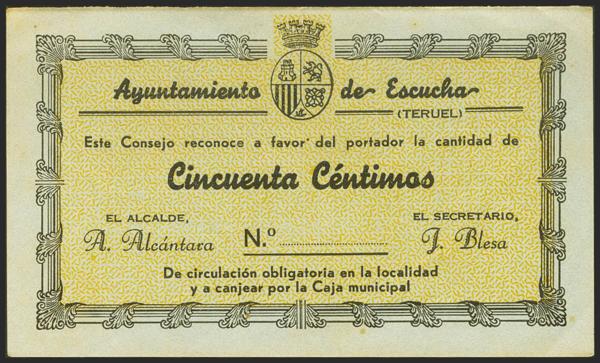 Ayuntamiento de Escucha
(TERUEL)
Este Consejo reconoce a favor del portador la cantidad de
Cincuenta Céntimos
EL ALCALDE,
A. Alcántara
N.º
EL SECRETARIO,
J. Blesa
De circulación obligatoria en la localidad
y a canjear por la Caja municipal